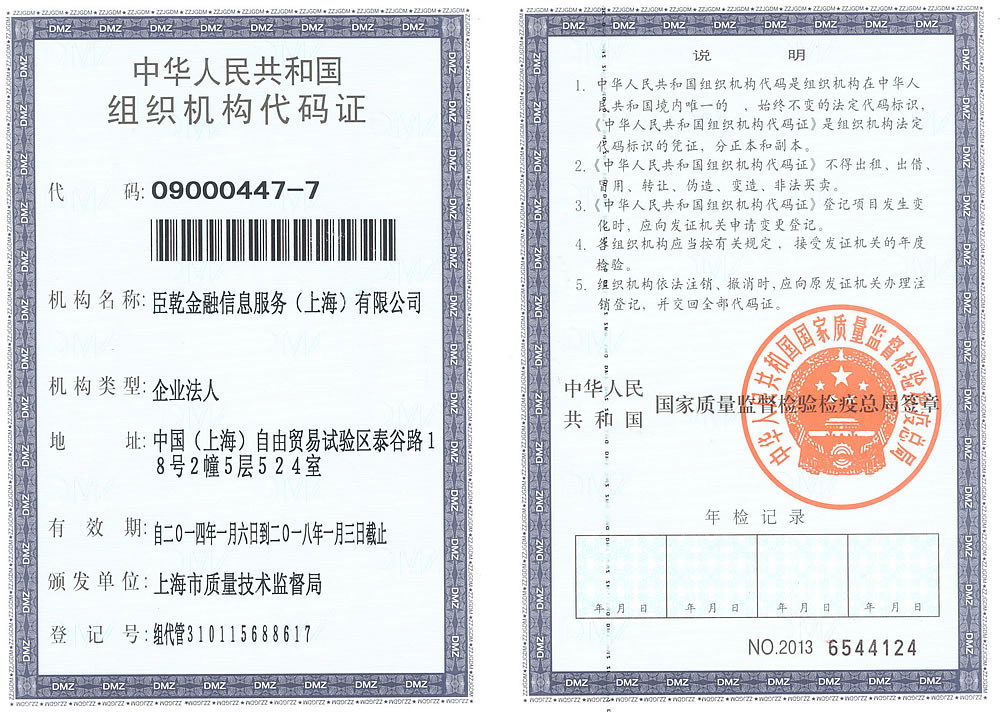 中华人民共和国
组织机构代码证
代 码: 09000447-7
机构名称: 臣乾金融信息服务（上海）有限公司
机构类型: 企业法人
地 址: 中国（上海）自由贸易试验区泰谷路1
8号2幢5层524室
有 效 期: 自二0一四年一月六日到二0一八年一月三日截止
颁发单位: 上海市质量技术监督局
登 记 号: 组代管310115688617
说 明
1. 中华人民共和国组织机构代码是组织机构在中华人
民共和国境内唯一的 、始终不变的法定代码标识，
《中华人民共和国组织机构代码证》是组织机构法定
代码标识的凭证，分正本和副本。
2.《中华人民共和国组织机构代码证》不得出租、出借、
冒用、转让、伪造、变造、非法买卖。
3.《中华人民共和国组织机构代码证》登记项目发生变
化时，应向发证机关申请变更登记。
4. 各组织机构应当按有关规定，接受发证机关的年度
检验。
5. 组织机构依法注销、撤消时，应向原发证机关办理注
销登记，并交回全部代码证。
中华人民
共和国
国家质量监督检验检疫总局签章
中华人民共和国国家质量监督检验检疫总局
年检记录
年 月 日 年 月 日 年 月 日 年 月 日
NO.2013 6544124